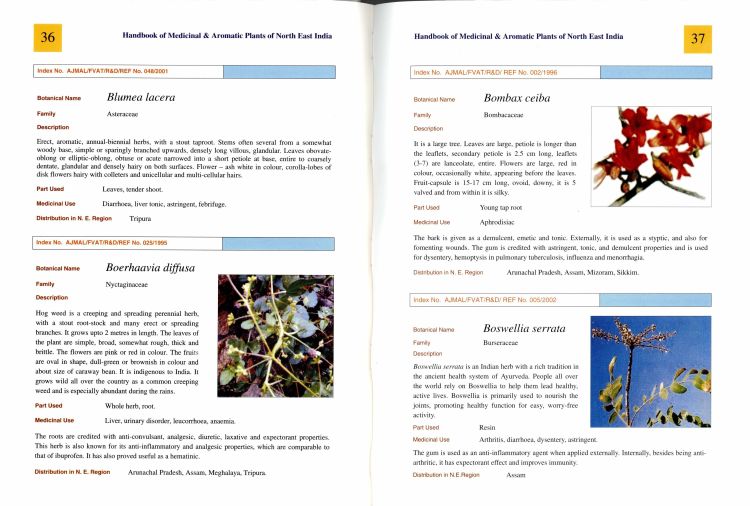 36
Handbook of Medicinal & Aromatic Plants of North East India
Index No. AJMAL/FVAT/R&D/REF No. 048/2001
Botanical Name Blumea lacera
Family Asteraceae
Description
Erect, aromatic, annual-biennial herbs, with a stout taproot. Stems often several from a somewhat
woody base, simple or sparingly branched upwards, densely long villous, glandular. Leaves obovate-
oblong or elliptic-oblong, obtuse or acute narrowed into a short petiole at base, entire to coarsely
dentate, glandular and densely hairy on both surfaces. Flower – ash white in colour, corolla-lobes of
disk flowers hairy with colleters and unicellular and multi-cellular hairs.
Part Used Leaves, tender shoot.
Medicinal Use Diarrhoea, liver tonic, astringent, febrifuge.
Distribution in N. E. Region Tripura
Index No. AJMAL/FVAT/R&D/REF No. 025/1995
Botanical Name Boerhaavia diffusa
Family Nyctaginaceae
Description
Hog weed is a creeping and spreading perennial herb,
with a stout root-stock and many erect or spreading
branches. It grows upto 2 metres in length. The leaves of
the plant are simple, broad, somewhat rough, thick and
brittle. The flowers are pink or red in colour. The fruits
are oval in shape, dull-green or brownish in colour and
about size of caraway bean. It is indigenous to India. It
grows wild all over the country as a common creeping
weed and is especially abundant during the rains.
Part Used Whole herb, root.
Medicinal Use Liver, urinary disorder, leucorrhoea, anaemia.
The roots are credited with anti-convulsant, analgesic, diuretic, laxative and expectorant properties.
This herb is also known for its anti-inflammatory and analgesic properties, which are comparable to
that of ibuprofen. It has also proved useful as a hematinic.
Distribution in N. E. Region Arunachal Pradesh, Assam, Meghalaya, Tripura.
Handbook of Medicinal & Aromatic Plants of North East India
37
Index No. AJMAL/FVAT/R&D/ REF No. 002/1996
Botanical Name Bombax ceiba
Family Bombacaceae
Description
It is a large tree. Leaves are large, petiole is longer than
the leaflets, secondary petiole is 2.5 cm long, leaflets
(3-7) are lanceolate, entire. Flowers are large, red in
colour, occasionally white, appearing before the leaves.
Fruit-capsule is 15-17 cm long, ovoid, downy, it is 5
valved and from within it is silky.
Part Used Young tap root
Medicinal Use Aphrodisiac
The bark is given as a demulcent, emetic and tonic. Externally, it is used as a styptic, and also for
fomenting wounds. The gum is credited with astringent, tonic, and demulcent properties and is used
for dysentery, hemoptysis in pulmonary tuberculosis, influenza and menorrhagia.
Distribution in N. E. Region Arunachal Pradesh, Assam, Mizoram, Sikkim.
Index No. AJMAL/FVAT/R&D/ REF No. 005/2002
Botanical Name Boswellia serrata
Family Burseraceae
Description
Boswellia serrata is an Indian herb with a rich tradition in
the ancient health system of Ayurveda. People all over
the world rely on Boswellia to help them lead healthy,
active lives. Boswellia is primarily used to nourish the
joints, promoting healthy function for easy, worry-free
activity.
Part Used Resin
Medicinal Use Arthritis, diarrhoea, dysentery, astringent.
The gum is used as an anti-inflammatory agent when applied externally. Internally, besides being anti-
arthritic, it has expectorant effect and improves immunity.
Distribution in N.E.Region Assam